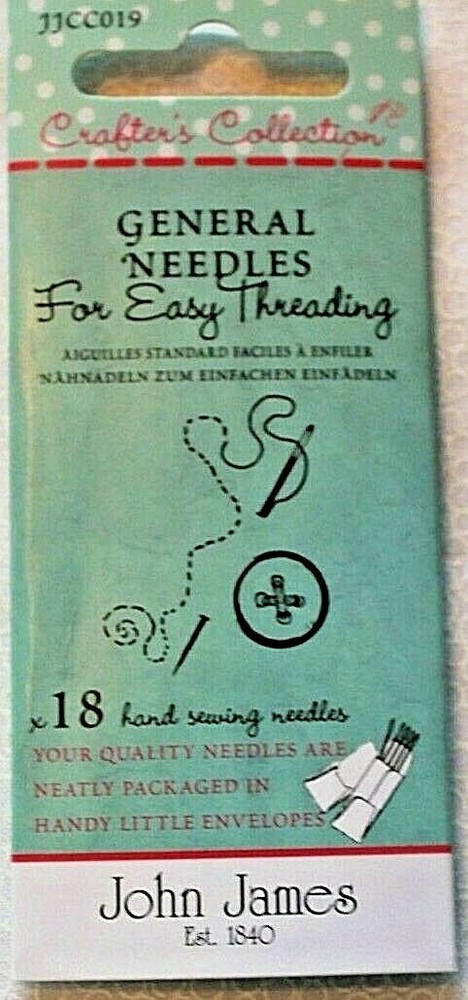 JJCC019
Crafter's Collection
GENERAL
NEEDLES
For Easy Threading
AIGUILLES STANDARD FACILES À ENFILER
NÄHNADELN ZUM EINFACHEN EINFÄDELN
x18 hand sewing needles
YOUR QUALITY NEEDLES ARE
NEATLY PACKAGED IN
HANDY LITTLE ENVELOPES
John James
Est. 1840